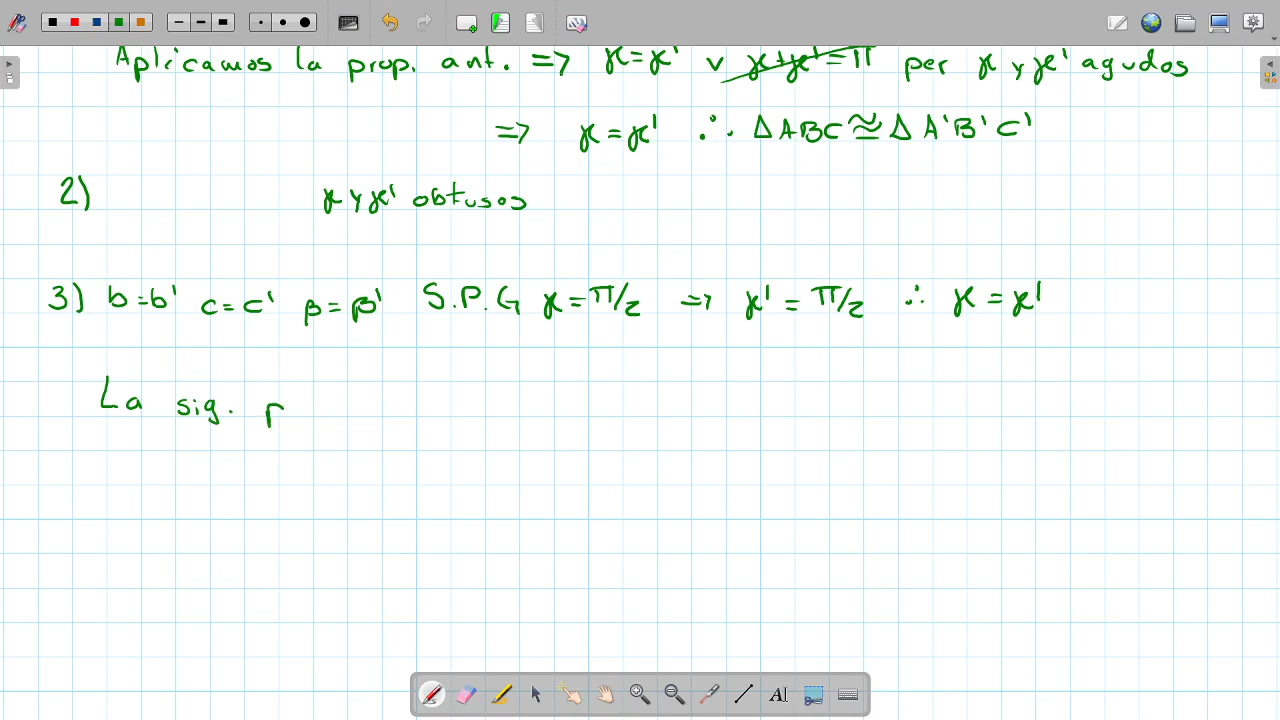 Aplicamos la prop. ant. => γ=γ' v γ+γ'=π per γ y γ' agudos
=> γ=γ' ∴ ΔABC≅ΔA'B'C'
2) γ y γ' obtusos
3) b=b' c=c' β=β' S.P.G γ=π/2 => γ'=π/2 ∴ γ=γ'
La sig. p